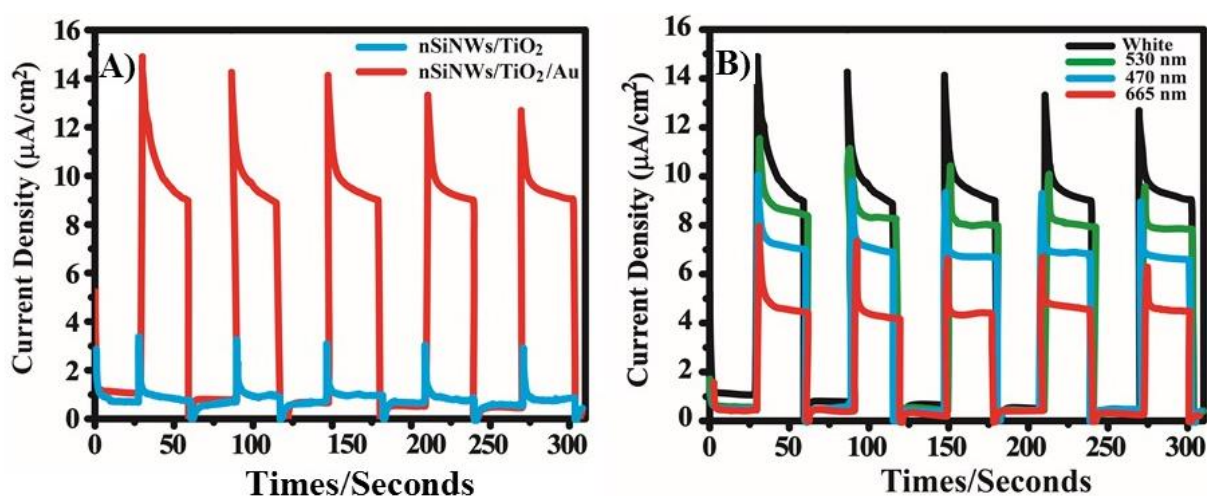 A)
nSiNWs/TiO₂
nSiNWs/TiO₂/Au
Current Density (µA/cm²)
16
14
12
10
8
6
4
2
0
0 50 100 150 200 250 300
Times/Seconds
B)
White
530 nm
470 nm
665 nm
Current Density (µA/cm²)
16
14
12
10
8
6
4
2
0
0 50 100 150 200 250 300
Times/Seconds